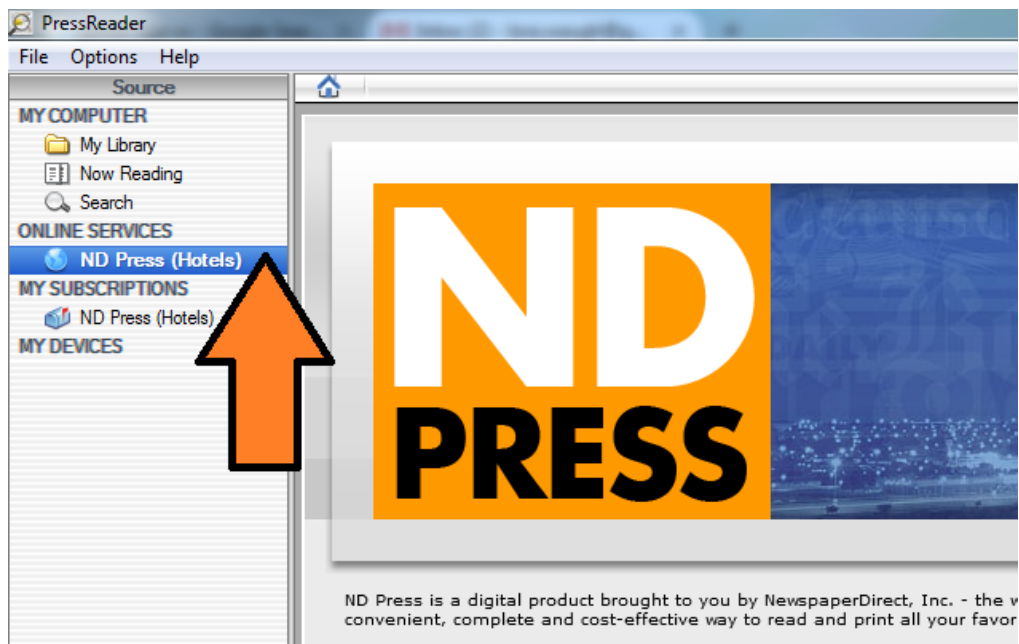 PressReader
File Options Help
Source
MY COMPUTER
My Library
Now Reading
Search
ONLINE SERVICES
ND Press (Hotels)
MY SUBSCRIPTIONS
ND Press (Hotels)
MY DEVICES
ND
PRESS
ND Press is a digital product brought to you by NewspaperDirect, Inc. - the
convenient, complete and cost-effective way to read and print all your